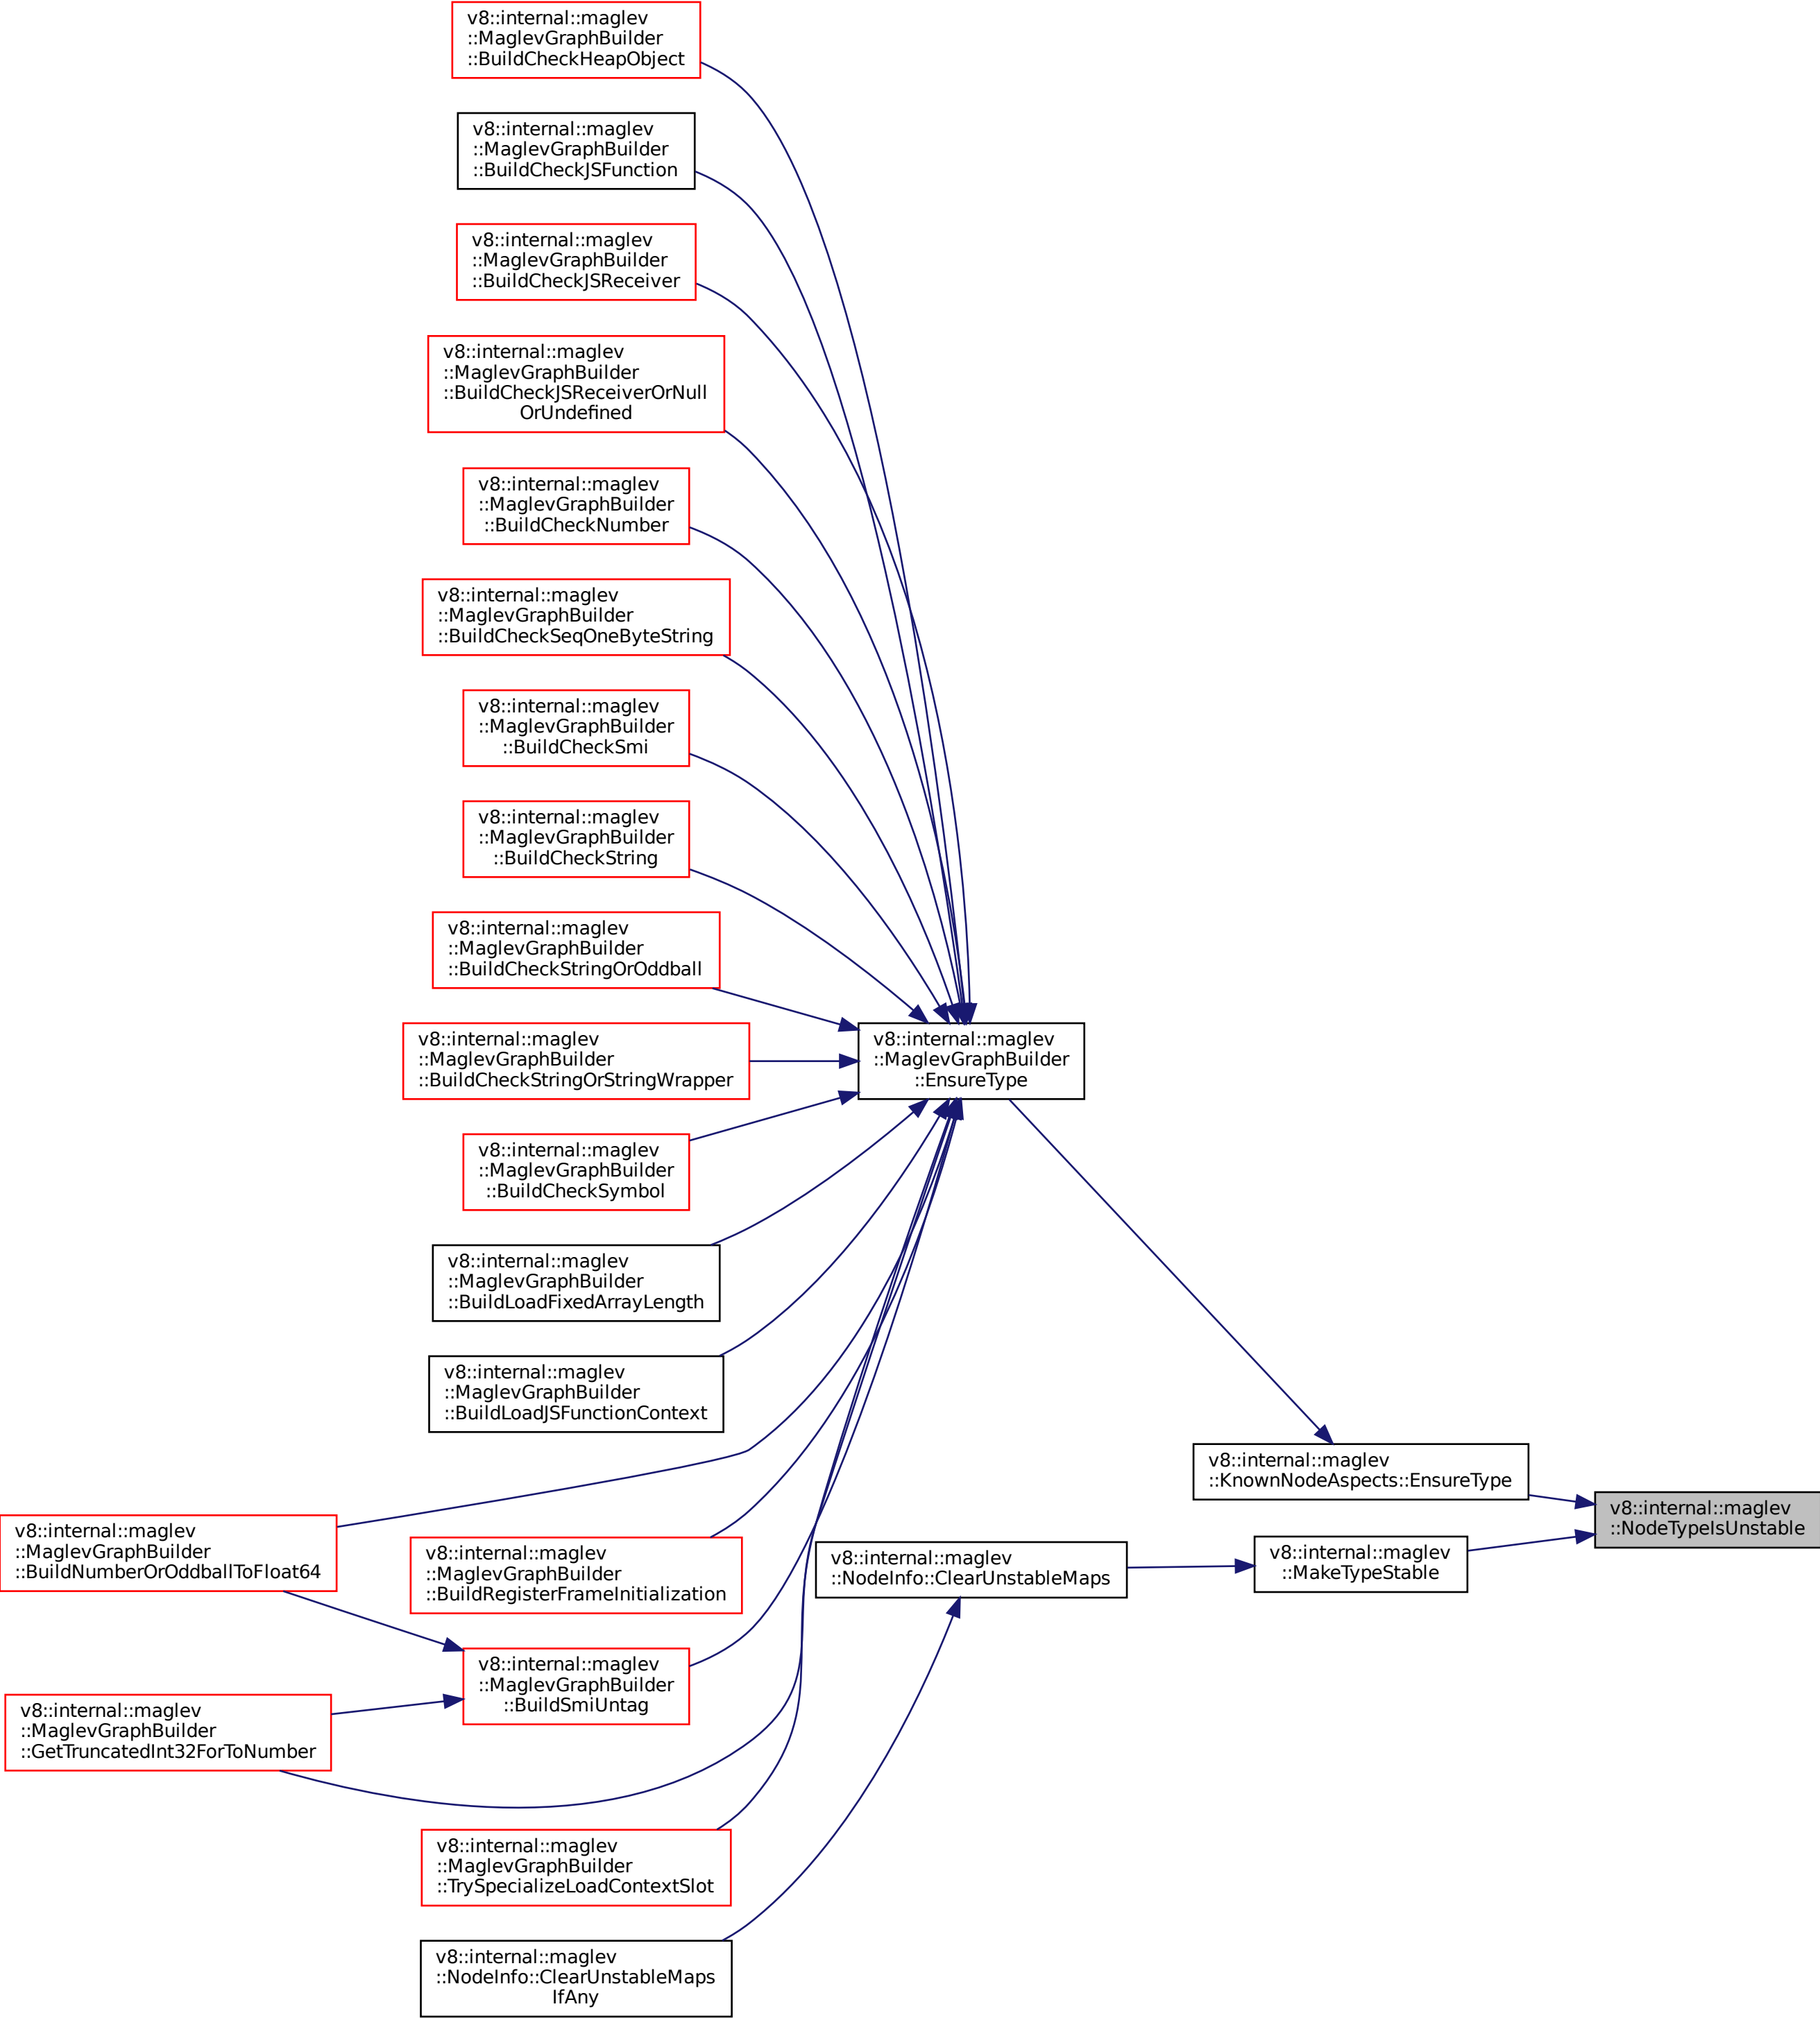 v8::internal::maglev
::MaglevGraphBuilder
::BuildCheckHeapObject
v8::internal::maglev
::MaglevGraphBuilder
::BuildCheckJSFunction
v8::internal::maglev
::MaglevGraphBuilder
::BuildCheckJSReceiver
v8::internal::maglev
::MaglevGraphBuilder
::BuildCheckJSReceiverOrNull
OrUndefined
v8::internal::maglev
::MaglevGraphBuilder
::BuildCheckNumber
v8::internal::maglev
::MaglevGraphBuilder
::BuildCheckSeqOneByteString
v8::internal::maglev
::MaglevGraphBuilder
::BuildCheckSmi
v8::internal::maglev
::MaglevGraphBuilder
::BuildCheckString
v8::internal::maglev
::MaglevGraphBuilder
::BuildCheckStringOrOddball
v8::internal::maglev
::MaglevGraphBuilder
::BuildCheckStringOrStringWrapper
v8::internal::maglev
::MaglevGraphBuilder
::EnsureType
v8::internal::maglev
::MaglevGraphBuilder
::BuildCheckSymbol
v8::internal::maglev
::MaglevGraphBuilder
::BuildLoadFixedArrayLength
v8::internal::maglev
::MaglevGraphBuilder
::BuildLoadJSFunctionContext
v8::internal::maglev
::KnownNodeAspects::EnsureType
v8::internal::maglev
::NodeTypeIsUnstable
v8::internal::maglev
::MaglevGraphBuilder
::BuildNumberOrOddballToFloat64
v8::internal::maglev
::MaglevGraphBuilder
::BuildRegisterFrameInitialization
v8::internal::maglev
::NodeInfo::ClearUnstableMaps
v8::internal::maglev
::MakeTypeStable
v8::internal::maglev
::MaglevGraphBuilder
::BuildSmiUntag
v8::internal::maglev
::MaglevGraphBuilder
::GetTruncatedInt32ForToNumber
v8::internal::maglev
::MaglevGraphBuilder
::TrySpecializeLoadContextSlot
v8::internal::maglev
::NodeInfo::ClearUnstableMaps
IfAny